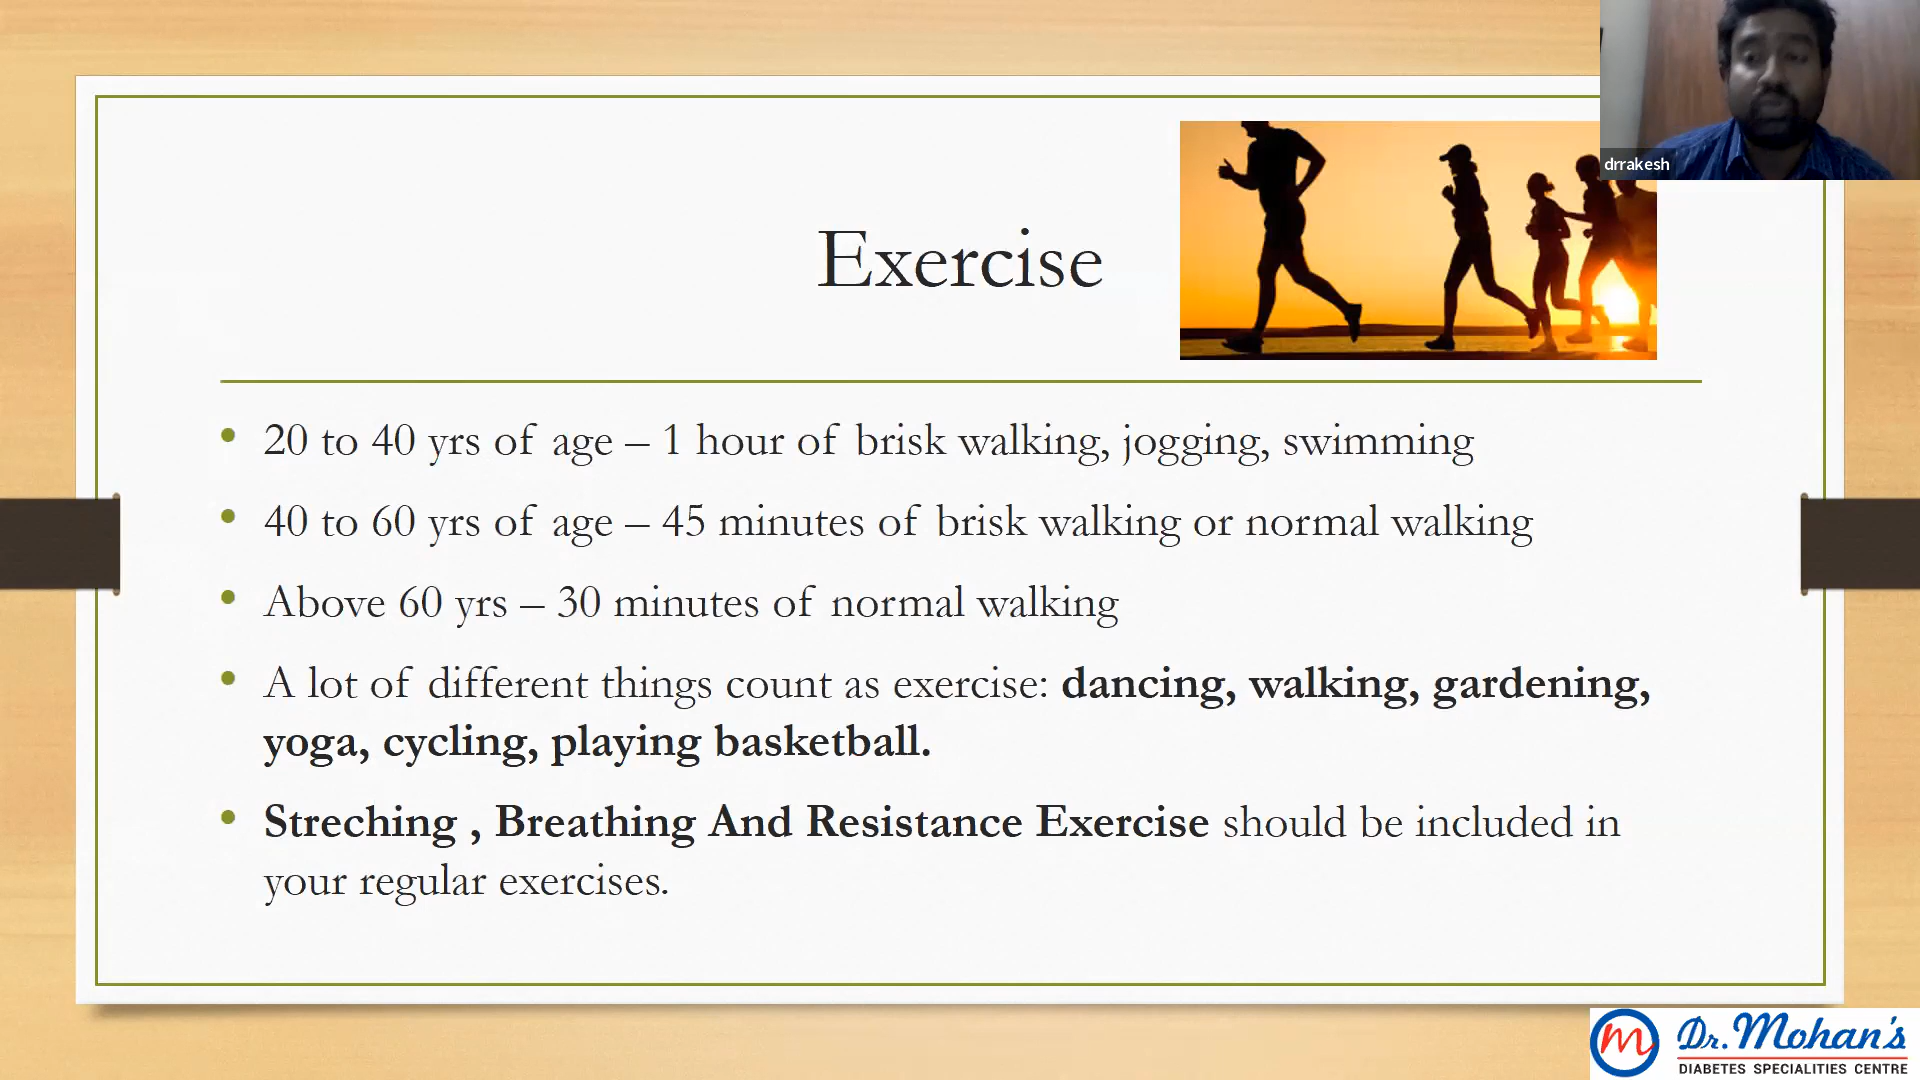 drrakesh
Exercise
• 20 to 40 yrs of age – 1 hour of brisk walking, jogging, swimming
• 40 to 60 yrs of age – 45 minutes of brisk walking or normal walking
• Above 60 yrs – 30 minutes of normal walking
• A lot of different things count as exercise: dancing, walking, gardening,
yoga, cycling, playing basketball.
• Streching , Breathing And Resistance Exercise should be included in
your regular exercises.
m Dr. Mohan's
DIABETES SPECIALITIES CENTRE